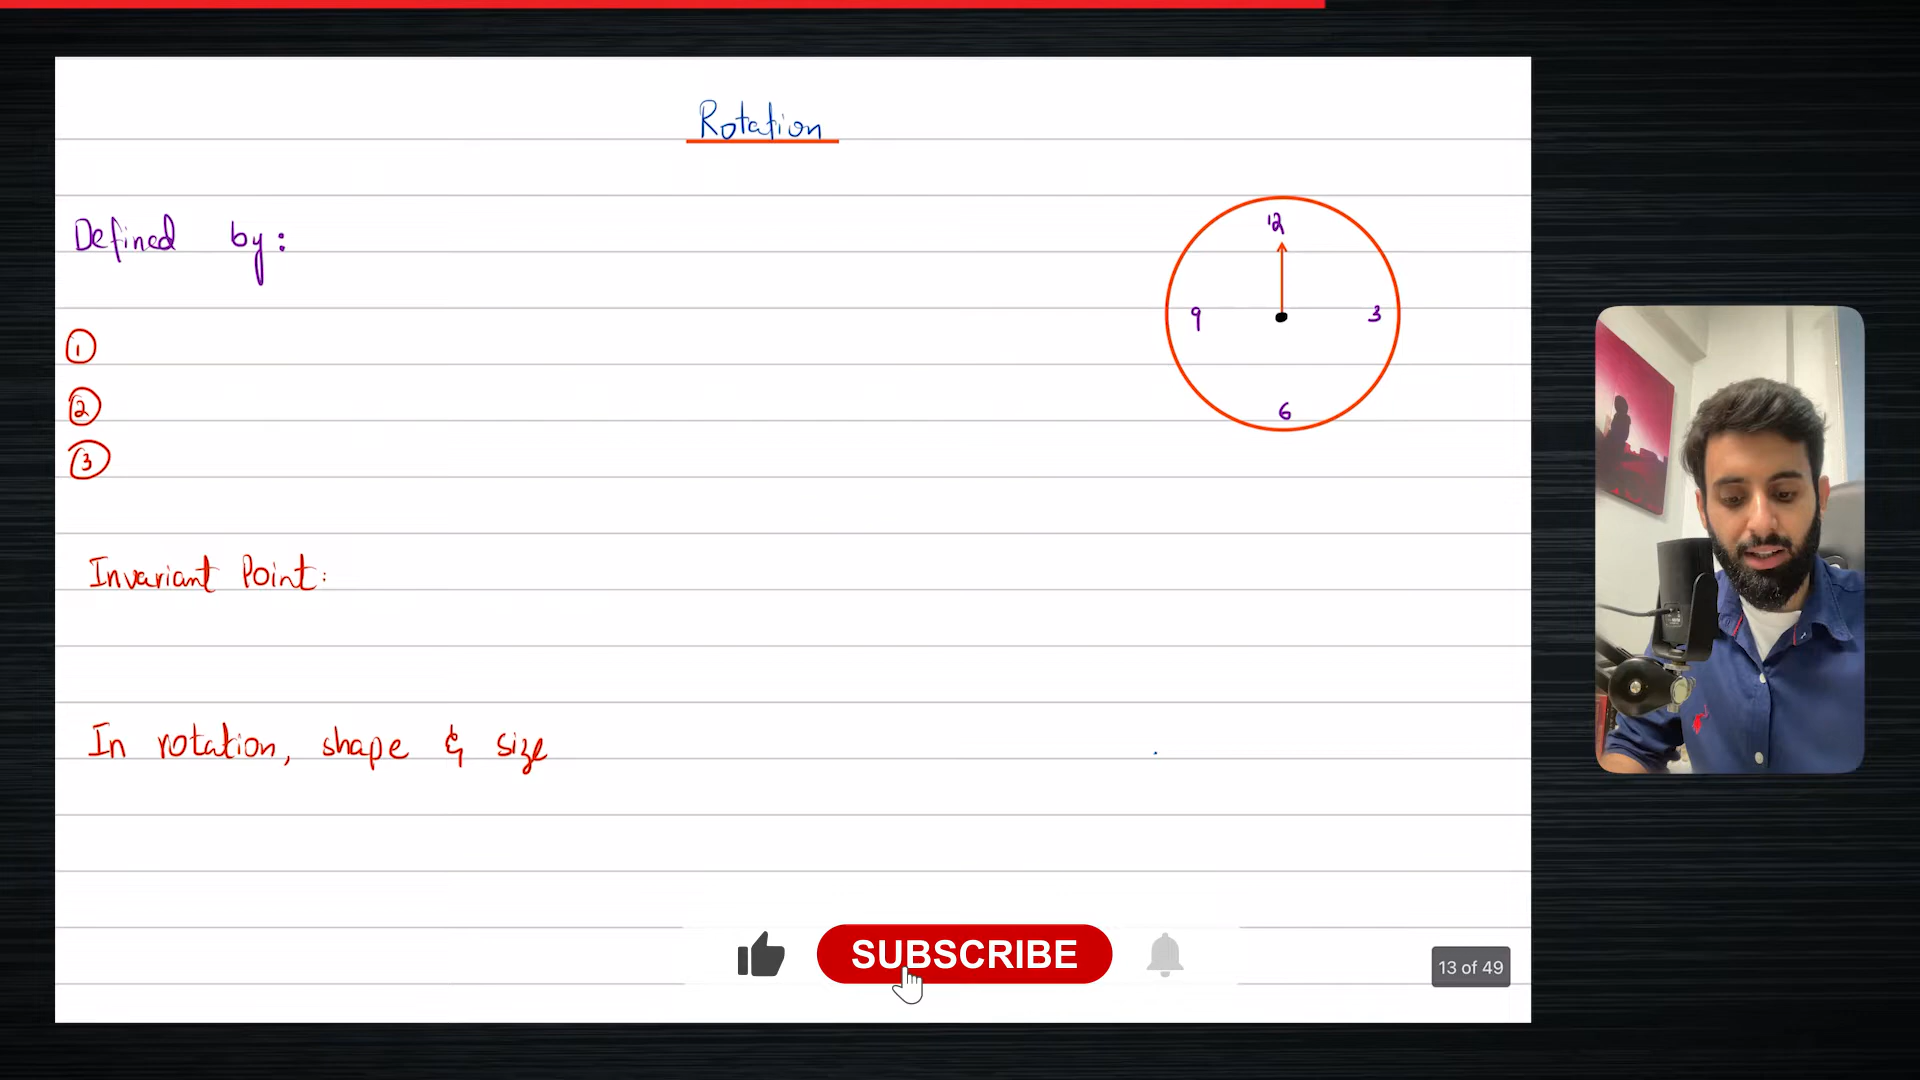 Rotation
Defined by:
12
9
3
6
1
2
3
Invariant Point:
In rotation, shape & size
SUBSCRIBE
13 of 49